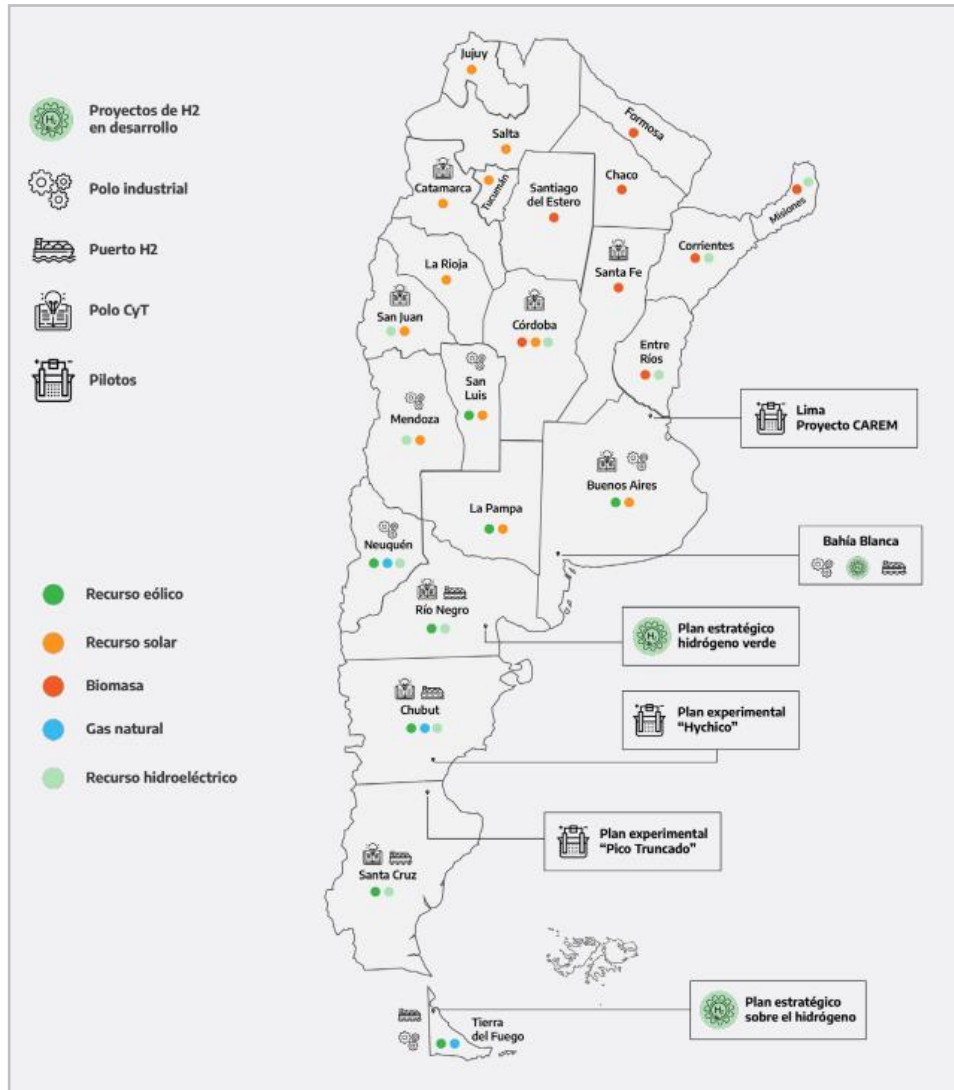 Proyectos de H2
en desarrollo
Polo industrial
Puerto H2
Polo CyT
Pilotos
Recurso eólico
Recurso solar
Biomasa
Gas natural
Recurso hidroeléctrico
Jujuy
Salta
Formosa
Catamarca
Tucumán
Santiago
del Estero
Chaco
Misiones
Corrientes
La Rioja
Santa Fe
San Juan
Córdoba
Entre
Ríos
San
Luis
Mendoza
Lima
Proyecto CAREM
Buenos Aires
La Pampa
Neuquén
Bahía Blanca
Río Negro
H2
Plan estratégico
hidrógeno verde
Chubut
Plan experimental
“Hychico”
Plan experimental
“Pico Truncado”
Santa Cruz
H2
Plan estratégico
sobre el hidrógeno
Tierra
del Fuego